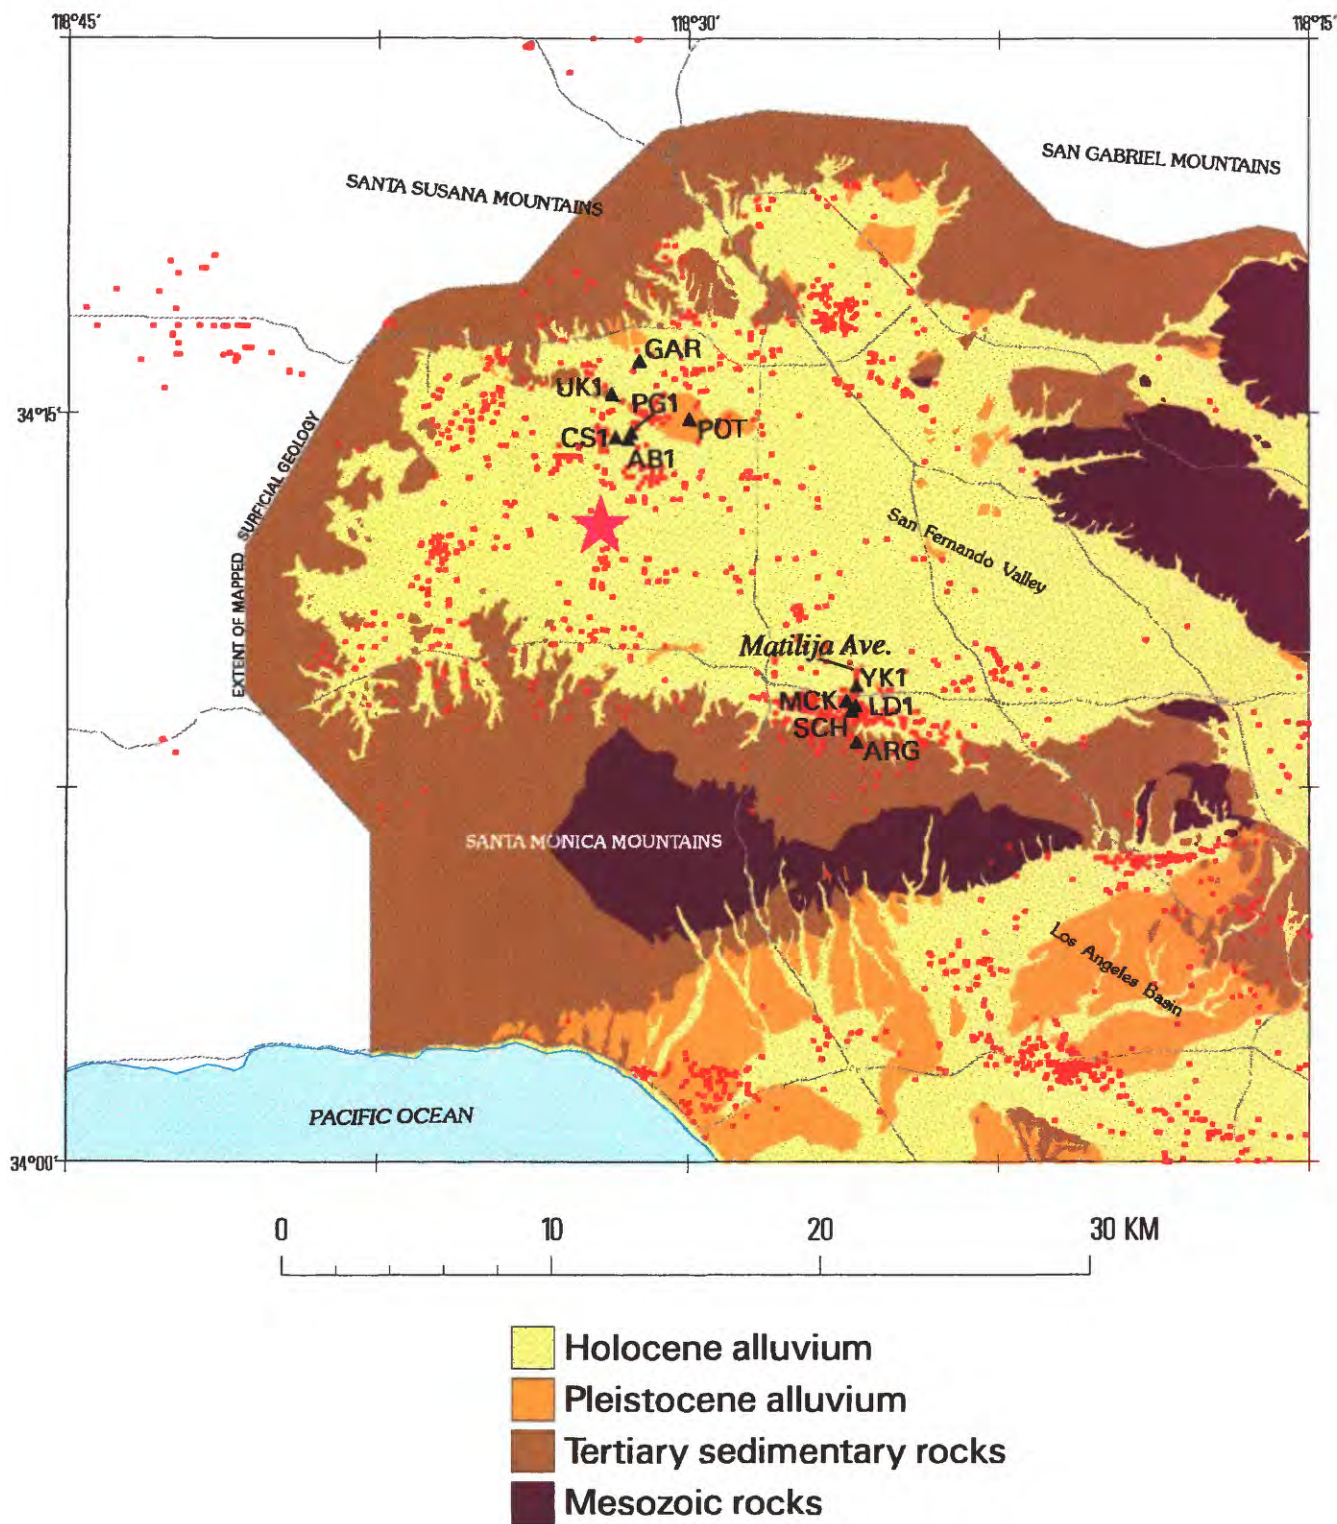 118°45' 118°30' 118°15'
SAN GABRIEL MOUNTAINS
SANTA SUSANA MOUNTAINS
GAR
UK1
PG1
34°15'
POT
CS1
AB1
EXTENT OF MAPPED SURFICIAL GEOLOGY
San Fernando Valley
Matilija Ave.
YK1
MCK
LD1
SCH
ARG
SANTA MONICA MOUNTAINS
Los Angeles Basin
PACIFIC OCEAN
34°00'
0 10 20 30 KM
Holocene alluvium
Pleistocene alluvium
Tertiary sedimentary rocks
Mesozoic rocks